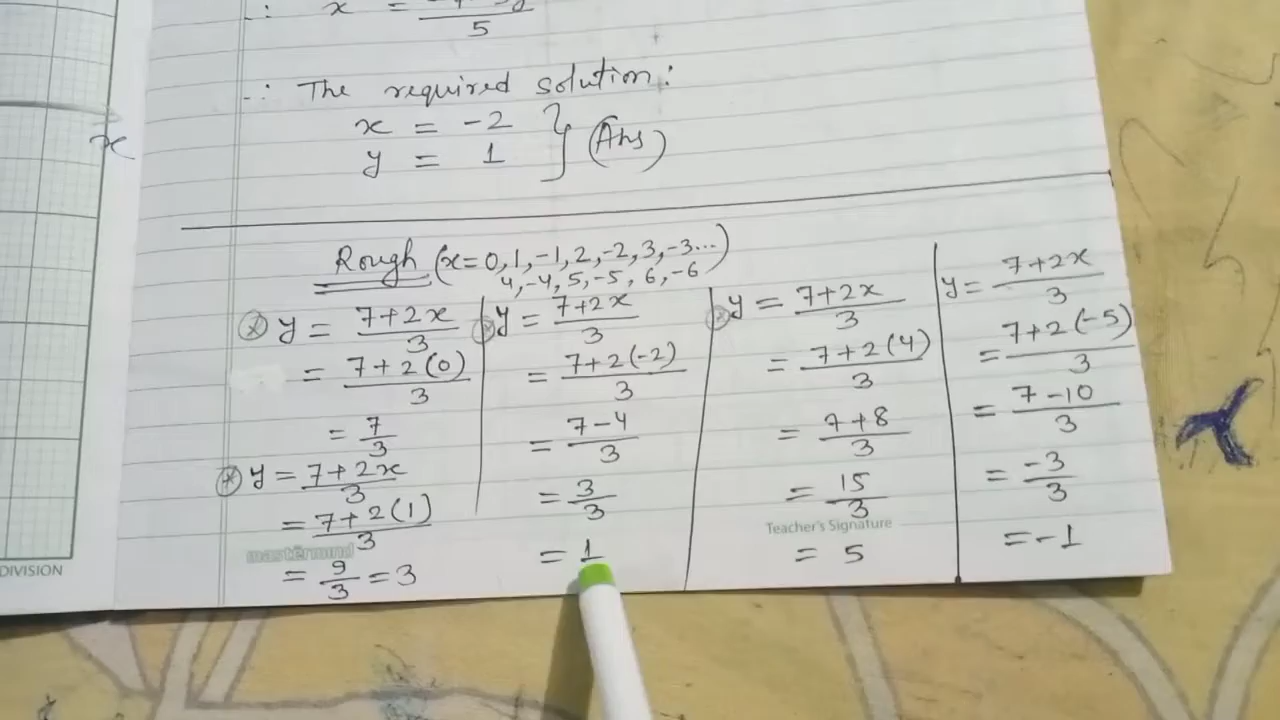 ∴ x =
5
∴ The required solution:
x = -2
y = 1 } (Ans)
x
Rough (x=0,1,-1,2,-2,3,-3...)
4,-4,5,-5,6,-6
y = 7+2x/3
= 7+2(0)/3
= 7/3
y = 7+2x/3
= 7+2(1)/3
mastermind
= 9/3 = 3
y = 7+2x/3
= 7+2(-2)/3
= 7-4/3
= 3/3
= 1
y = 7+2x/3
= 7+2(4)/3
= 7+8/3
= 15/3
Teacher's Signature
= 5
y = 7+2x/3
= 7+2(-5)/3
= 7-10/3
= -3/3
= -1
DIVISION